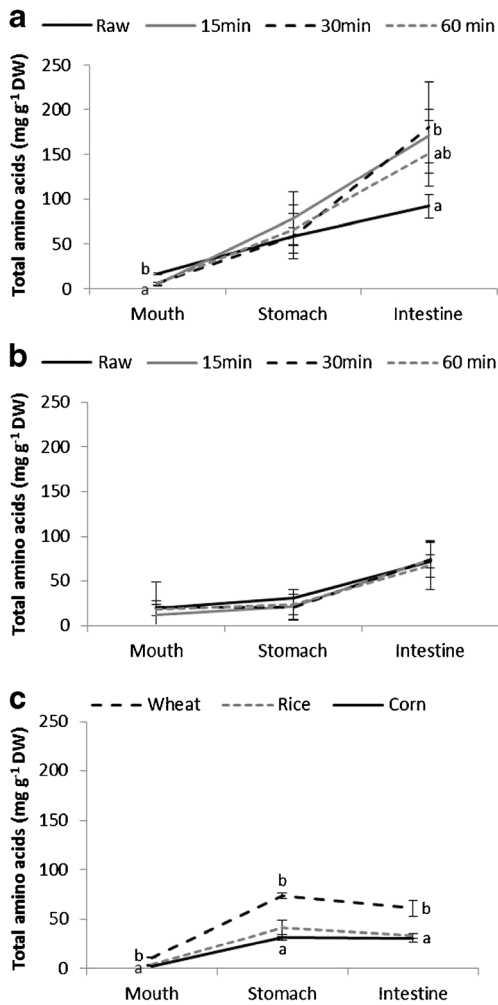 a
Raw 15min 30min 60 min
Total amino acids (mg g-1 DW)
250
200
150
100
50
0
b
a
b
ab
a
Mouth Stomach Intestine
b
Raw 15min 30min 60 min
Total amino acids (mg g-1 DW)
250
200
150
100
50
0
Mouth Stomach Intestine
c
Wheat Rice Corn
Total amino acids (mg g-1 DW)
250
200
150
100
50
0
b
a
b
a
b
a
Mouth Stomach Intestine